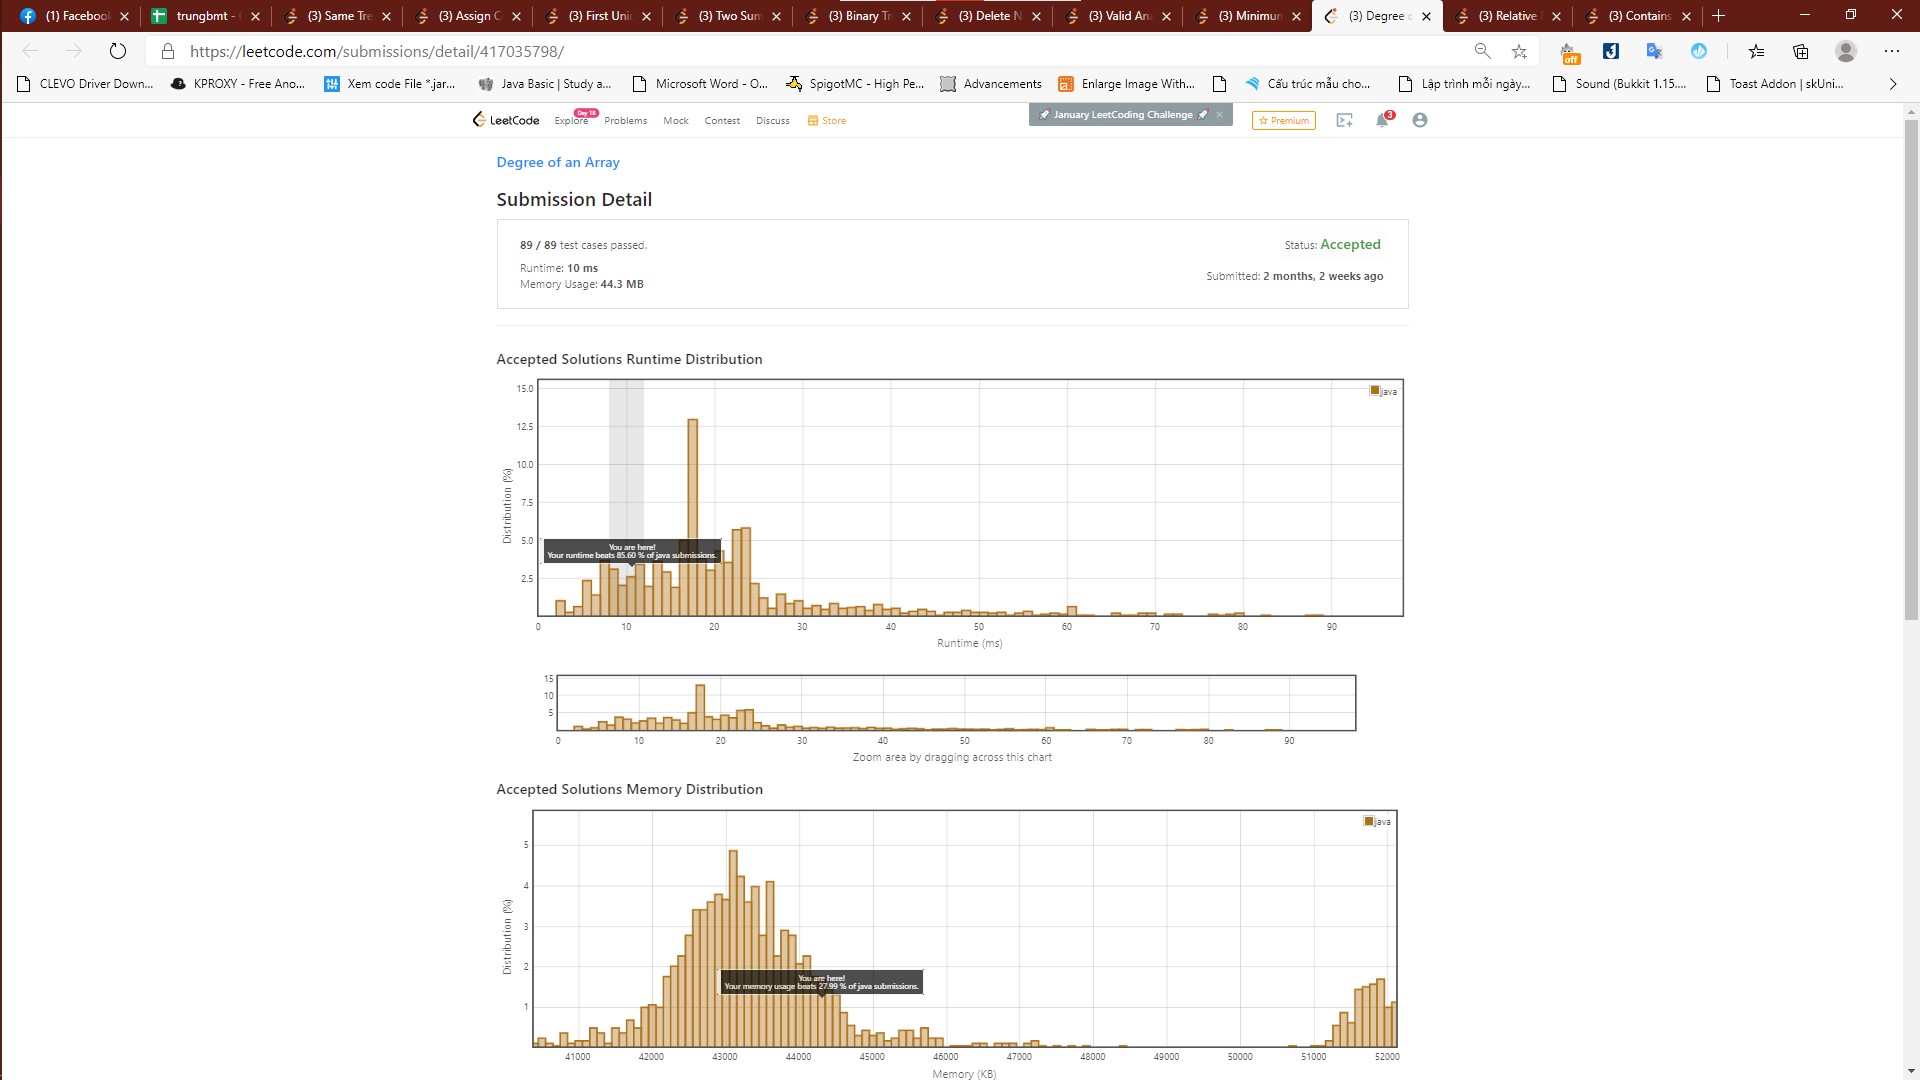 (1) Facebook
trungbmt -
(3) Same Tre
(3) Assign C
(3) First Uni
(3) Two Sum
(3) Binary Tr
(3) Delete N
(3) Valid An
(3) Minimum
(3) Degree o
(3) Relative
(3) Contains
https://leetcode.com/submissions/detail/417035798/
off
CLEVO Driver Down...
KPROXY - Free Ano...
Xem code File *.jar...
Java Basic | Study a...
Microsoft Word - O...
SpigotMC - High Pe...
Advancements
Enlarge Image With...
Cấu trúc mẫu cho...
Lập trình mỗi ngày...
Sound (Bukkit 1.15....
Toast Addon | skUni...
LeetCode
Explore
Day 18
Problems
Mock
Contest
Discuss
Store
January LeetCoding Challenge
Premium
3
Degree of an Array
Submission Detail
89 / 89 test cases passed.
Status: Accepted
Runtime: 10 ms
Submitted: 2 months, 2 weeks ago
Memory Usage: 44.3 MB
Accepted Solutions Runtime Distribution
15.0
12.5
10.0
7.5
5.0
2.5
Distribution (%)
java
You are here!
Your runtime beats 85.60 % of java submissions.
0 10 20 30 40 50 60 70 80 90
Runtime (ms)
15
10
5
0 10 20 30 40 50 60 70 80 90
Zoom area by dragging across this chart
Accepted Solutions Memory Distribution
5
4
3
2
1
Distribution (%)
java
You are here!
Your memory usage beats 27.99 % of java submissions.
41000 42000 43000 44000 45000 46000 47000 48000 49000 50000 51000 52000
Memory (KB)